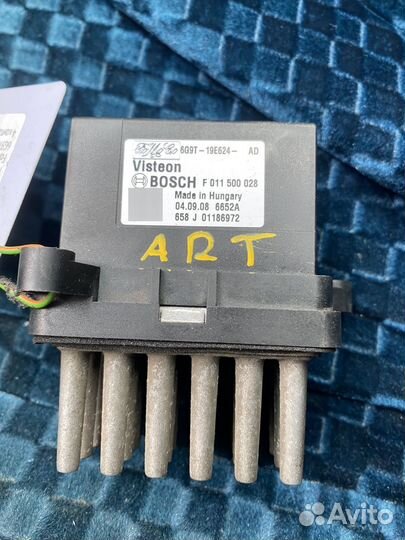 6G9T-19E624- AD
Visteon
BOSCH F 011 500 028
Made in Hungary
04.09.08 6652A
658 J 01186972
ART
Avito